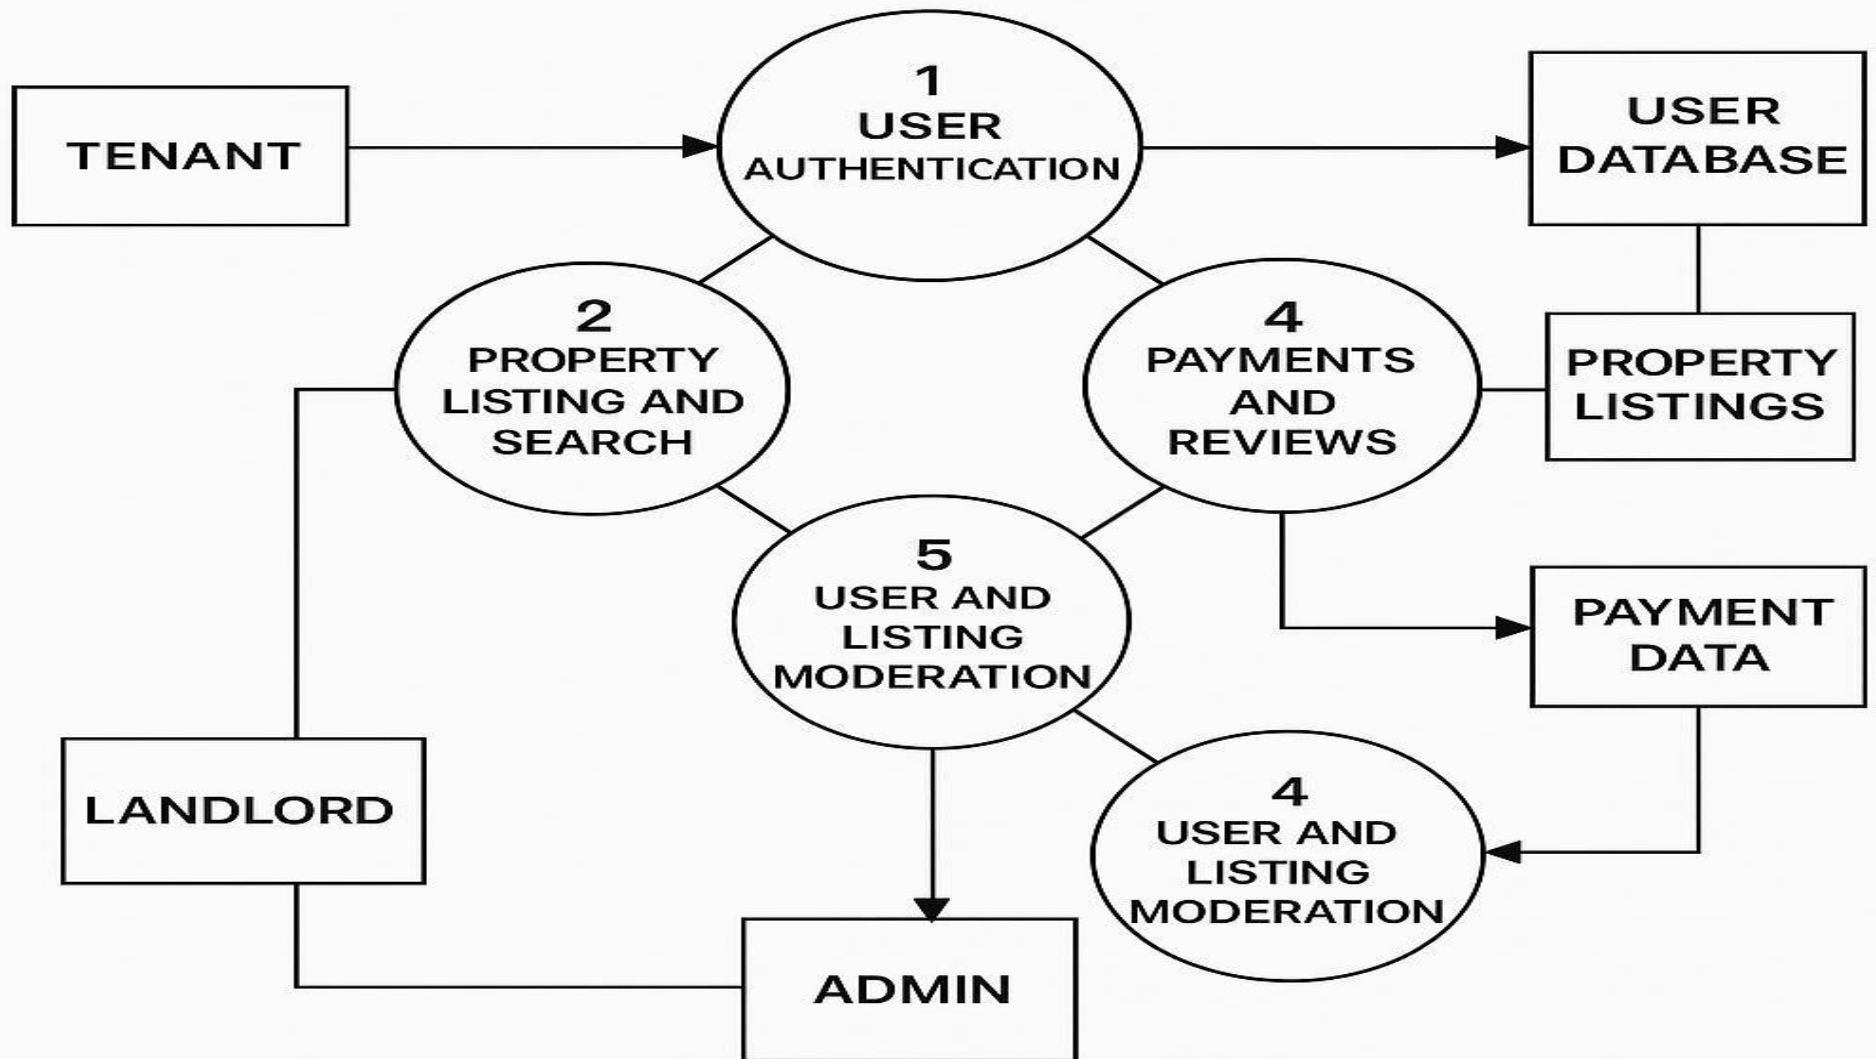 TENANT
1
USER
AUTHENTICATION
USER
DATABASE
2
PROPERTY
LISTING AND
SEARCH
4
PAYMENTS
AND
REVIEWS
PROPERTY
LISTINGS
5
USER AND
LISTING
MODERATION
PAYMENT
DATA
LANDLORD
4
USER AND
LISTING
MODERATION
ADMIN